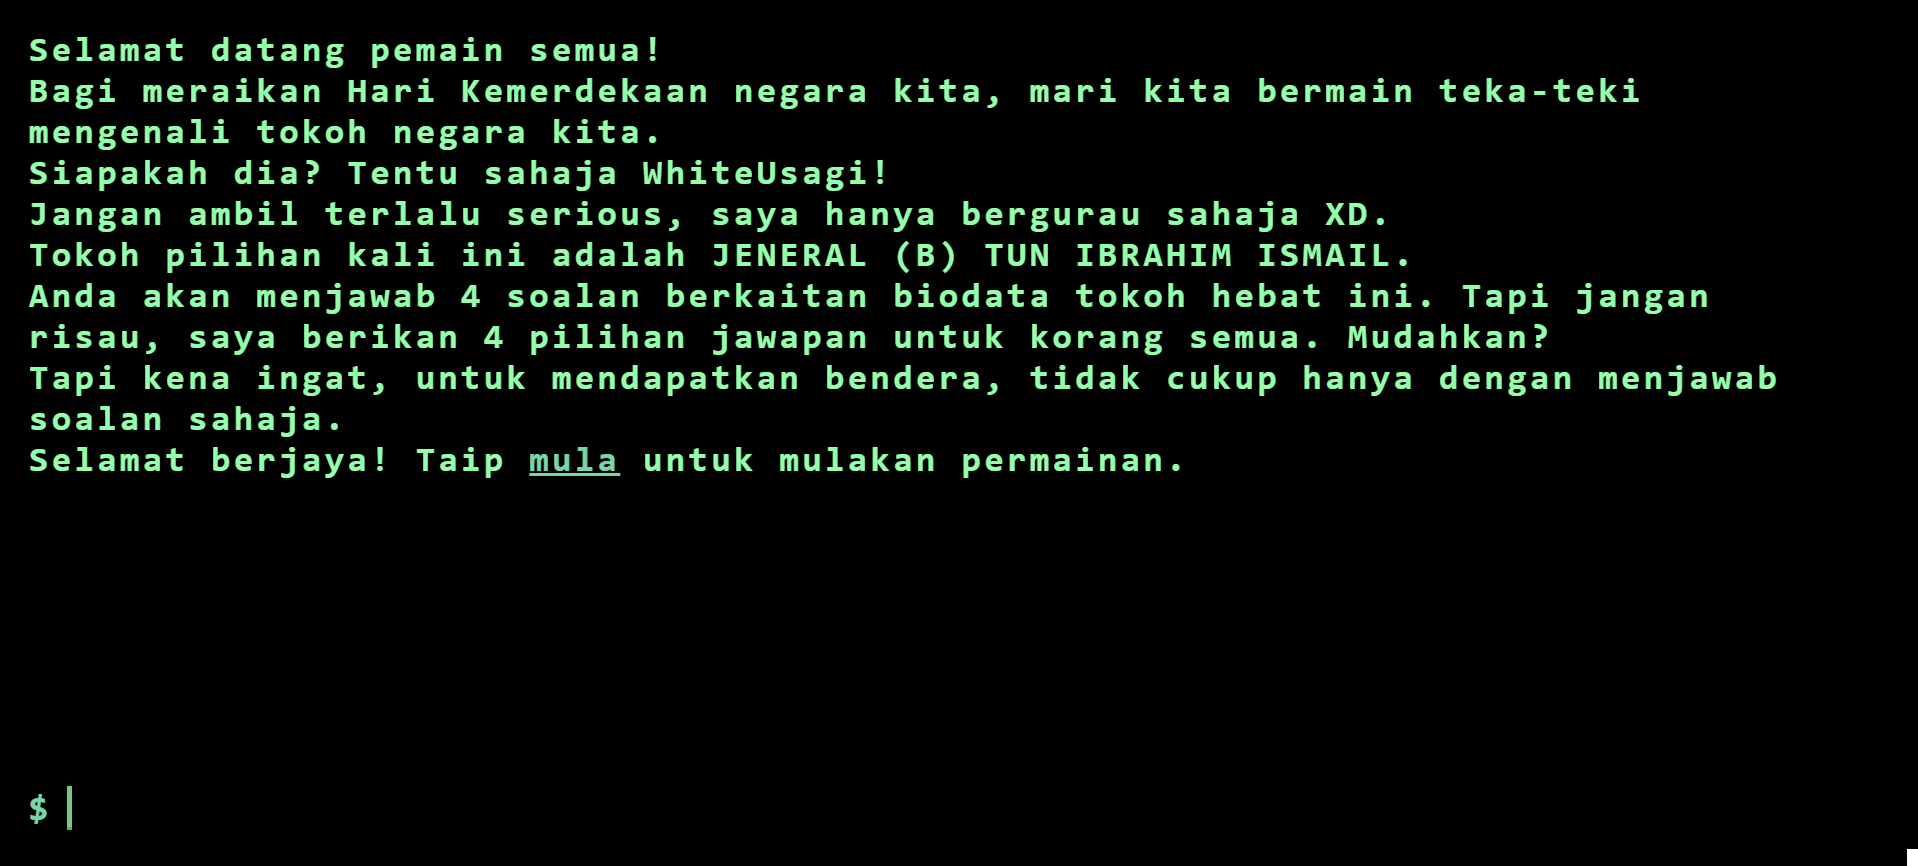 Selamat datang pemain semua!
Bagi meraikan Hari Kemerdekaan negara kita, mari kita bermain teka-teki
mengenali tokoh negara kita.
Siapakah dia? Tentu sahaja WhiteUsagi!
Jangan ambil terlalu serious, saya hanya bergurau sahaja XD.
Tokoh pilihan kali ini adalah JENERAL (B) TUN IBRAHIM ISMAIL.
Anda akan menjawab 4 soalan berkaitan biodata tokoh hebat ini. Tapi jangan
risau, saya berikan 4 pilihan jawapan untuk korang semua. Mudahkan?
Tapi kena ingat, untuk mendapatkan bendera, tidak cukup hanya dengan menjawab
soalan sahaja.
Selamat berjaya! Taip mula untuk mulakan permainan.
$